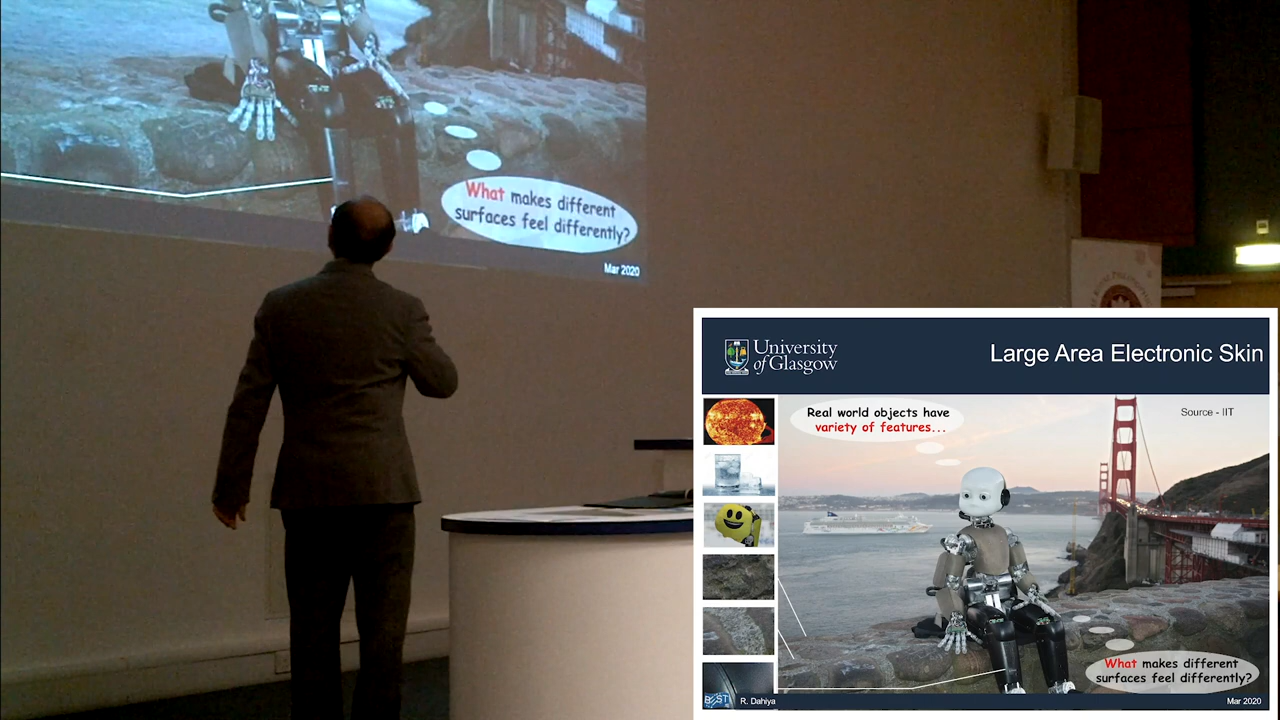 What makes different
surfaces feel differently?
Mar 2020
University
of Glasgow
Large Area Electronic Skin
Real world objects have
variety of features...
Source - IIT
What makes different
surfaces feel differently?
BEST
R. Dahiya
Mar 2020